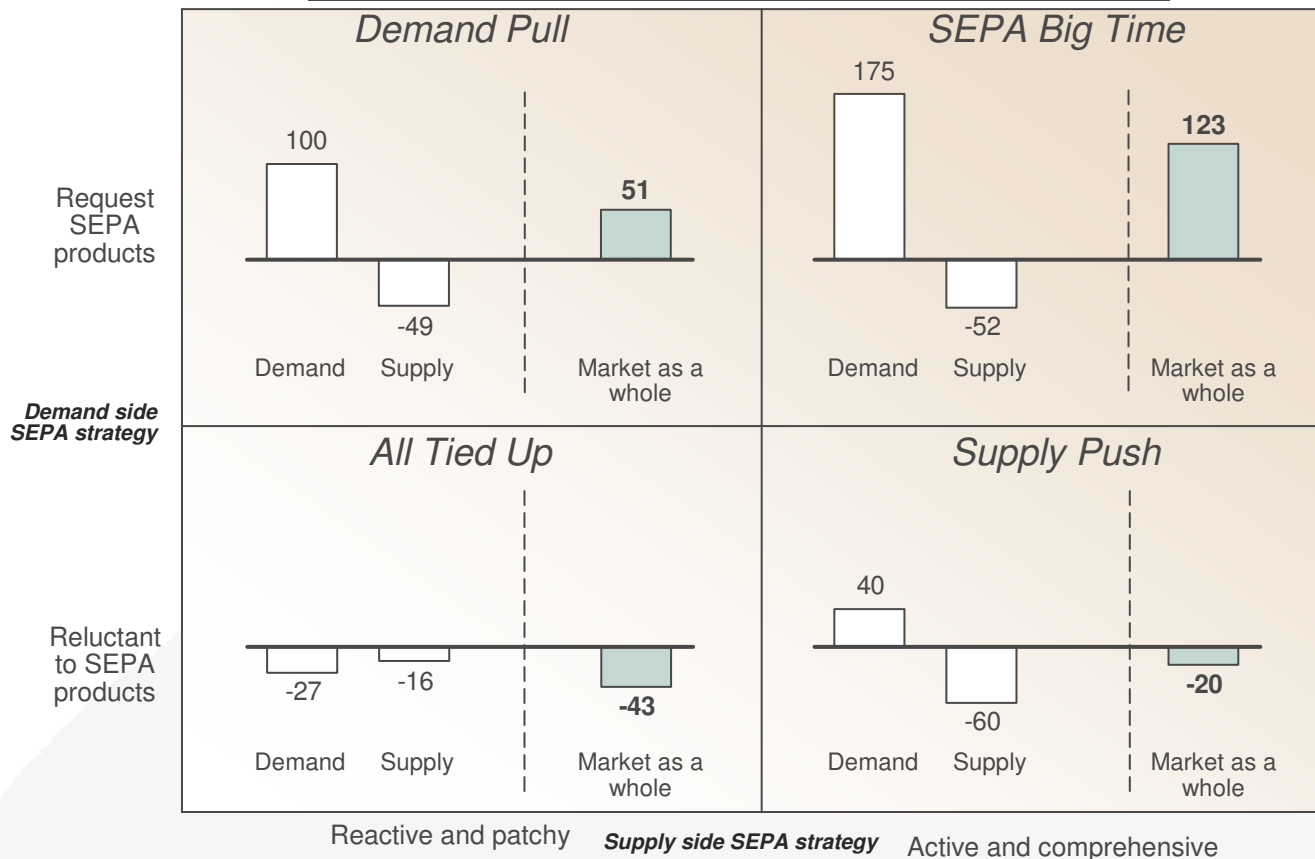 Demand Pull
100
51
-49
Demand
Supply
Market as a
whole
SEPA Big Time
175
123
-52
Demand
Supply
Market as a
whole
Request
SEPA
products
Demand side
SEPA strategy
All Tied Up
-27
-16
-43
Demand
Supply
Market as a
whole
Supply Push
40
-60
-20
Demand
Supply
Market as a
whole
Reluctant
to SEPA
products
Reactive and patchy
Supply side SEPA strategy
Active and comprehensive